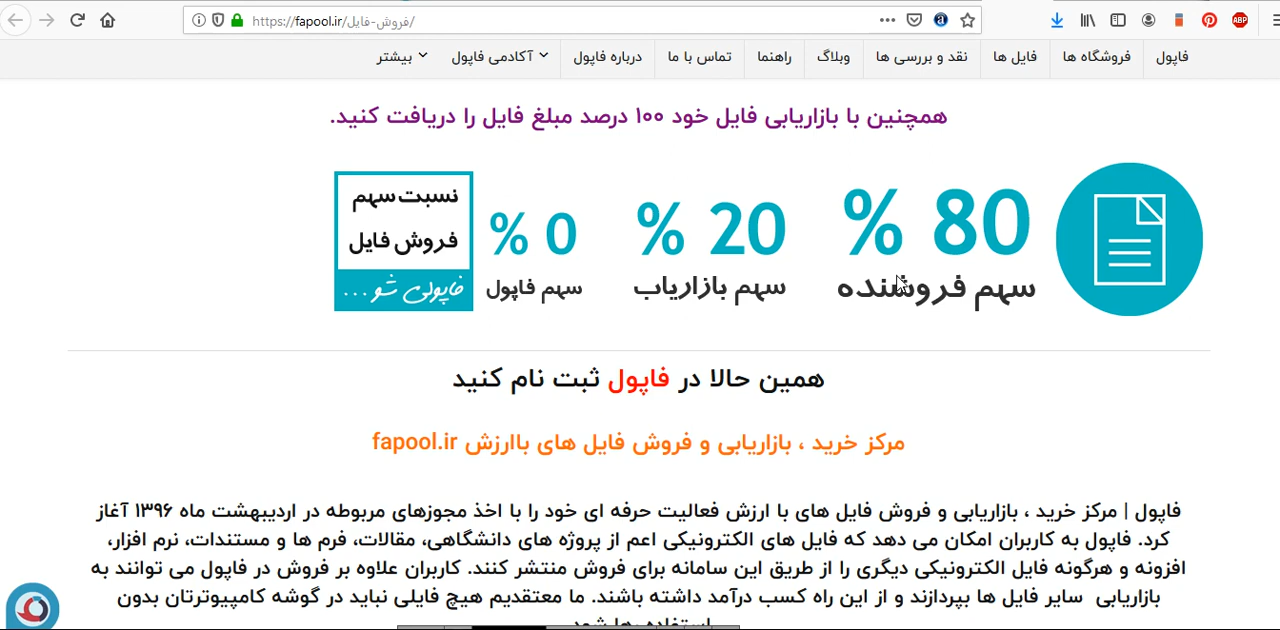 https://fapool.ir/فروش-فایل/
ABP
فاپول
فروشگاه ها
فایل ها
نقد و بررسی ها
وبلاگ
راهنما
تماس با ما
درباره فاپول
آکادمی فاپول
بیشتر
همچنین با بازاریابی فایل خود ۱۰۰ درصد مبلغ فایل را دریافت کنید.
80 %
سهم فروشنده
20 %
سهم بازاریاب
0 %
سهم فاپول
نسبت سهم
فروش فایل
فاپولی شو ...
همین حالا در فاپول ثبت نام کنید
مرکز خرید ، بازاریابی و فروش فایل های باارزش fapool.ir
فاپول | مرکز خرید ، بازاریابی و فروش فایل های با ارزش فعالیت حرفه ای خود را با اخذ مجوزهای مربوطه در اردیبهشت ماه ۱۳۹۶ آغاز
کرد. فاپول به کاربران امکان می دهد که فایل های الکترونیکی اعم از پروژه های دانشگاهی، مقالات، فرم ها و مستندات، نرم افزار،
افزونه و هرگونه فایل الکترونیکی دیگری را از طریق این سامانه برای فروش منتشر کنند. کاربران علاوه بر فروش در فاپول می توانند به
بازاریابی سایر فایل ها بپردازند و از این راه کسب درآمد داشته باشند. ما معتقدیم هیچ فایلی نباید در گوشه کامپیوترتان بدون